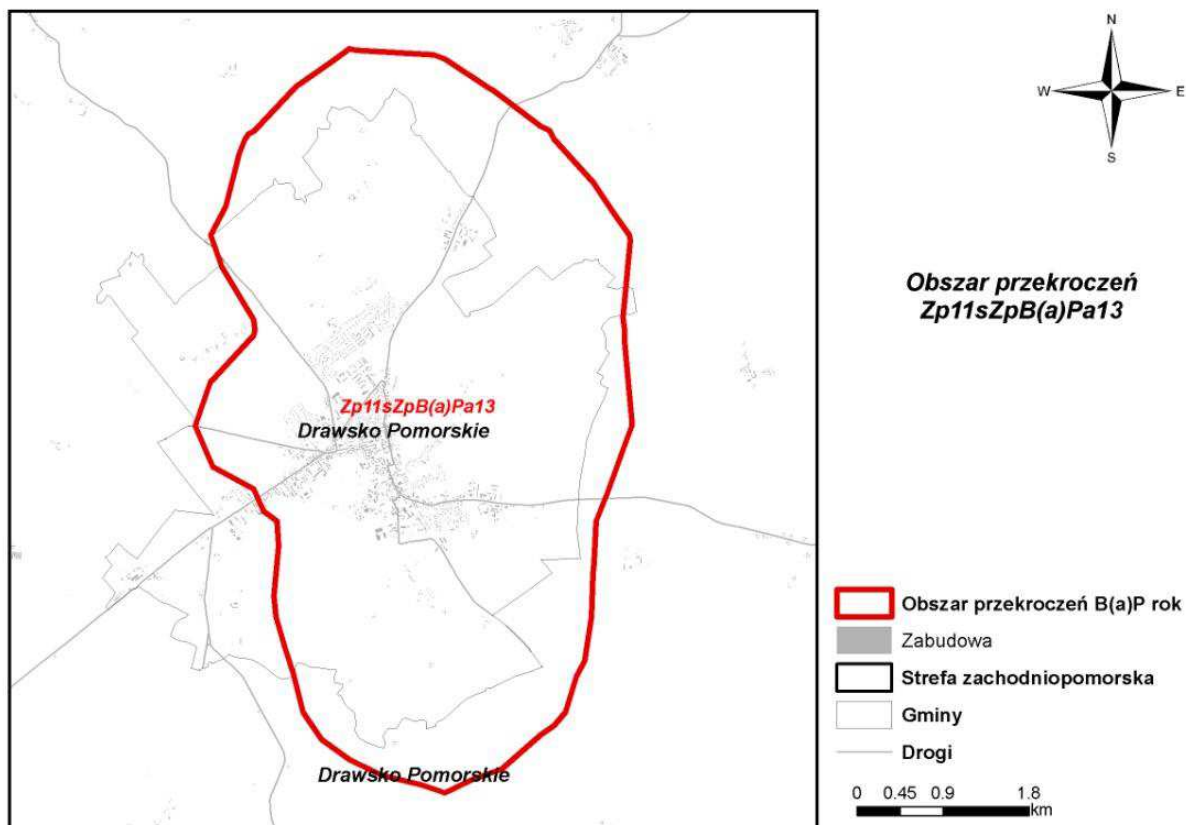 N
W
E
S
Obszar przekroczeń
Zp11sZpB(a)Pa13
Zp11sZpB(a)Pa13
Drawsko Pomorskie
Drawsko Pomorskie
Obszar przekroczeń B(a)P rok
Zabudowa
Strefa zachodniopomorska
Gminy
Drogi
0 0.45 0.9 1.8
km